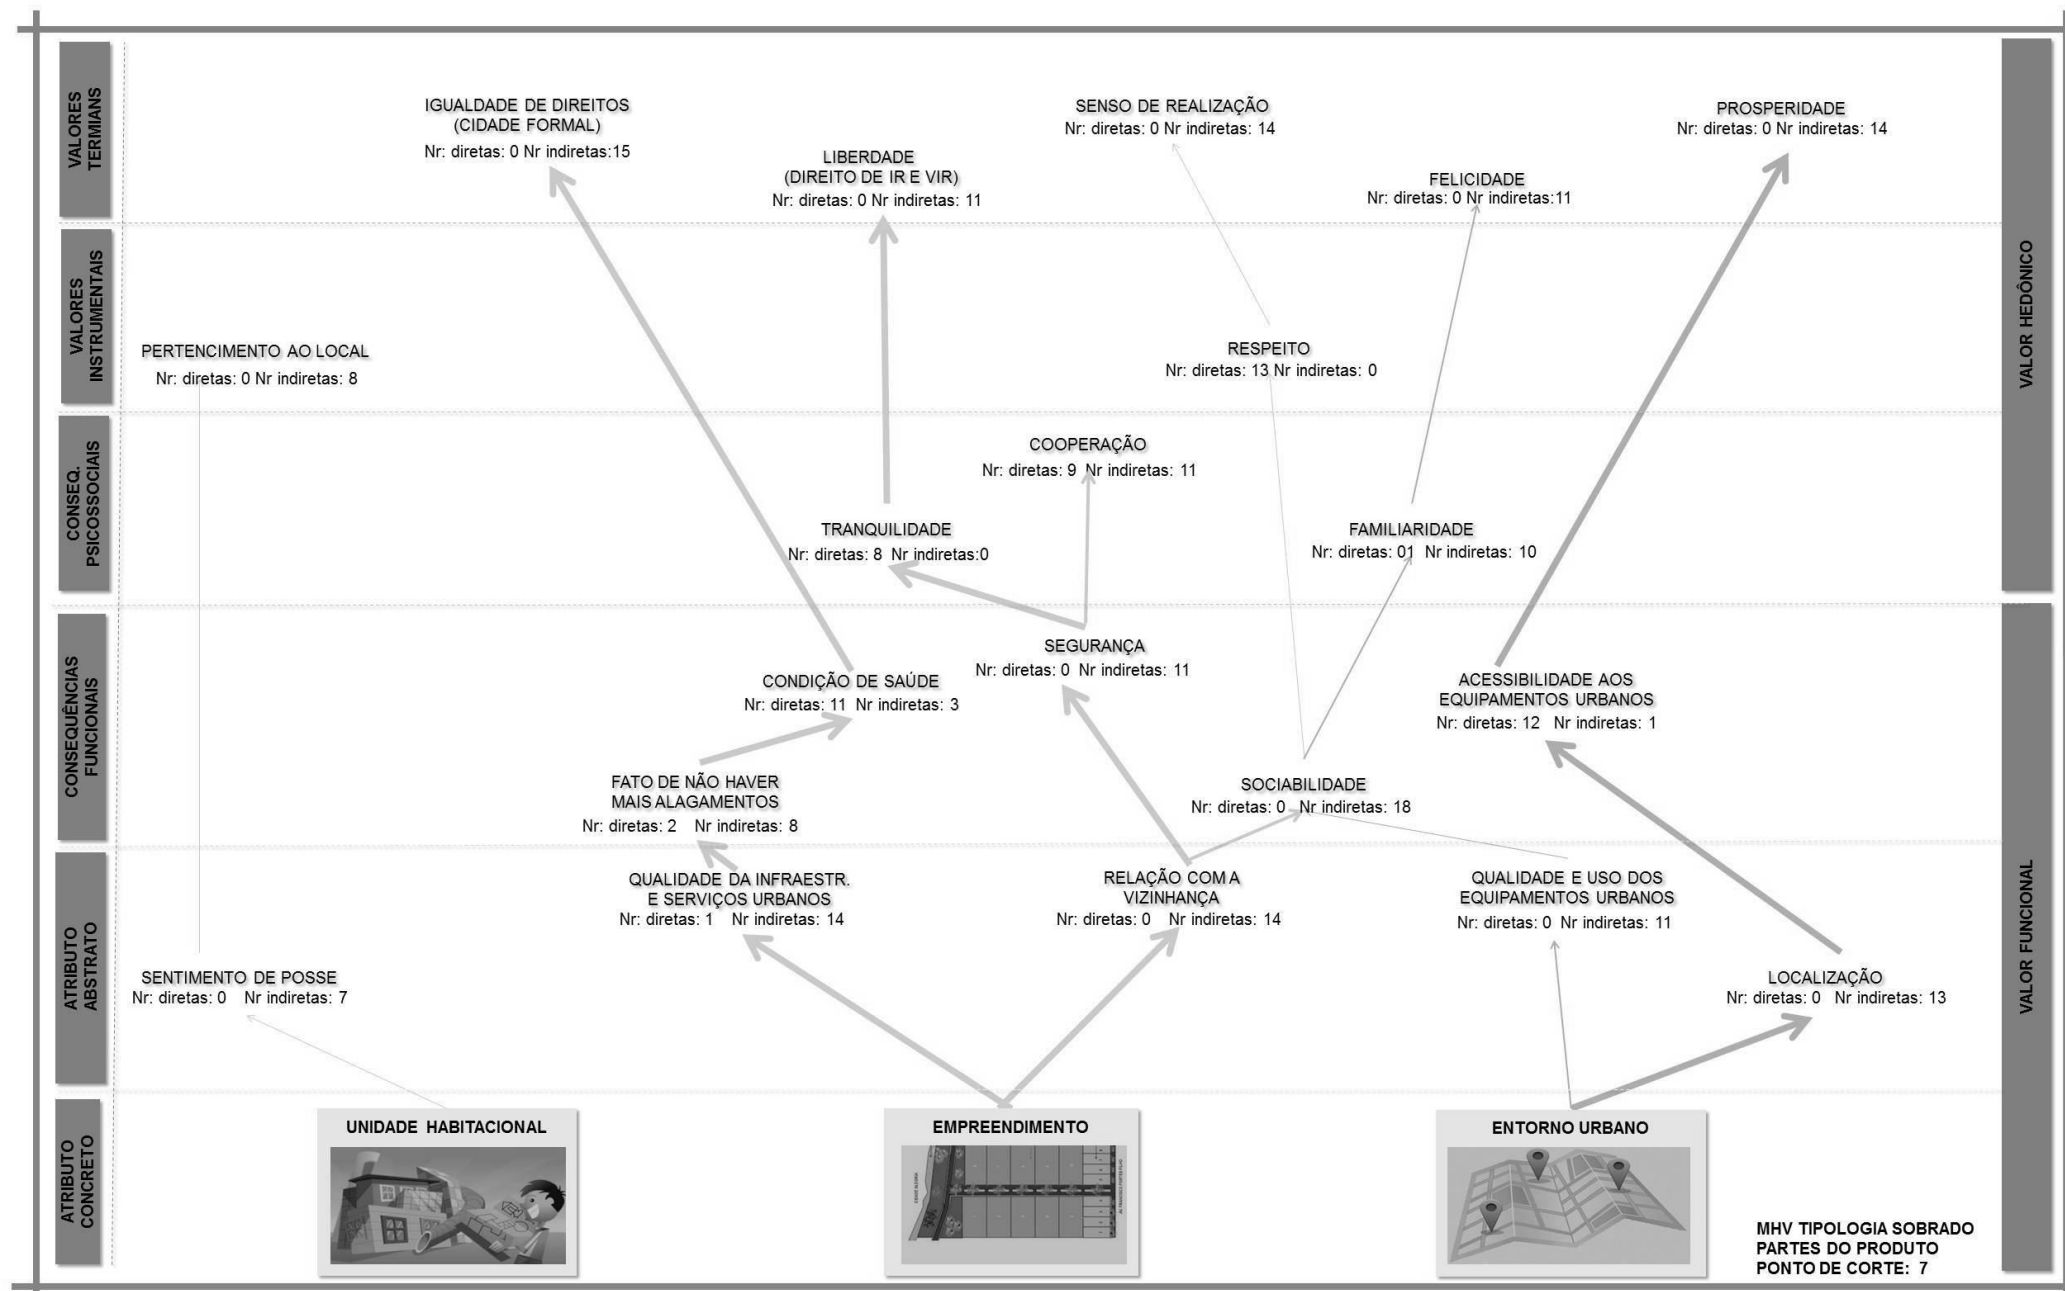 VALORES
TERMIANS
IGUALDADE DE DIREITOS
(CIDADE FORMAL)
Nr: diretas: 0 Nr indiretas:15
LIBERDADE
(DIREITO DE IR E VIR)
Nr: diretas: 0 Nr indiretas: 11
SENSO DE REALIZAÇÃO
Nr: diretas: 0 Nr indiretas: 14
FELICIDADE
Nr: diretas: 0 Nr indiretas:11
PROSPERIDADE
Nr: diretas: 0 Nr indiretas: 14
VALORES
INSTRUMENTAIS
PERTENCIMENTO AO LOCAL
Nr: diretas: 0 Nr indiretas: 8
RESPEITO
Nr: diretas: 13 Nr indiretas: 0
VALOR HEDÔNICO
CONSEQ.
PSICOSSOCIAIS
COOPERAÇÃO
Nr: diretas: 9 Nr indiretas: 11
TRANQUILIDADE
Nr: diretas: 8 Nr indiretas:0
FAMILIARIDADE
Nr: diretas: 01 Nr indiretas: 10
CONSEQUÊNCIAS
FUNCIONAIS
SEGURANÇA
Nr: diretas: 0 Nr indiretas: 11
CONDIÇÃO DE SAÚDE
Nr: diretas: 11 Nr indiretas: 3
ACESSIBILIDADE AOS
EQUIPAMENTOS URBANOS
Nr: diretas: 12 Nr indiretas: 1
FATO DE NÃO HAVER
MAIS ALAGAMENTOS
Nr: diretas: 2 Nr indiretas: 8
SOCIABILIDADE
Nr: diretas: 0 Nr indiretas: 18
ATRIBUTO
ABSTRATO
QUALIDADE DA INFRAESTR.
E SERVIÇOS URBANOS
Nr: diretas: 1 Nr indiretas: 14
RELAÇÃO COM A
VIZINHANÇA
Nr: diretas: 0 Nr indiretas: 14
QUALIDADE E USO DOS
EQUIPAMENTOS URBANOS
Nr: diretas: 0 Nr indiretas: 11
SENTIMENTO DE POSSE
Nr: diretas: 0 Nr indiretas: 7
LOCALIZAÇÃO
Nr: diretas: 0 Nr indiretas: 13
VALOR FUNCIONAL
ATRIBUTO
CONCRETO
UNIDADE HABITACIONAL
EMPREENDIMENTO
ENTORNO URBANO
MHV TIPOLOGIA SOBRADO
PARTES DO PRODUTO
PONTO DE CORTE: 7